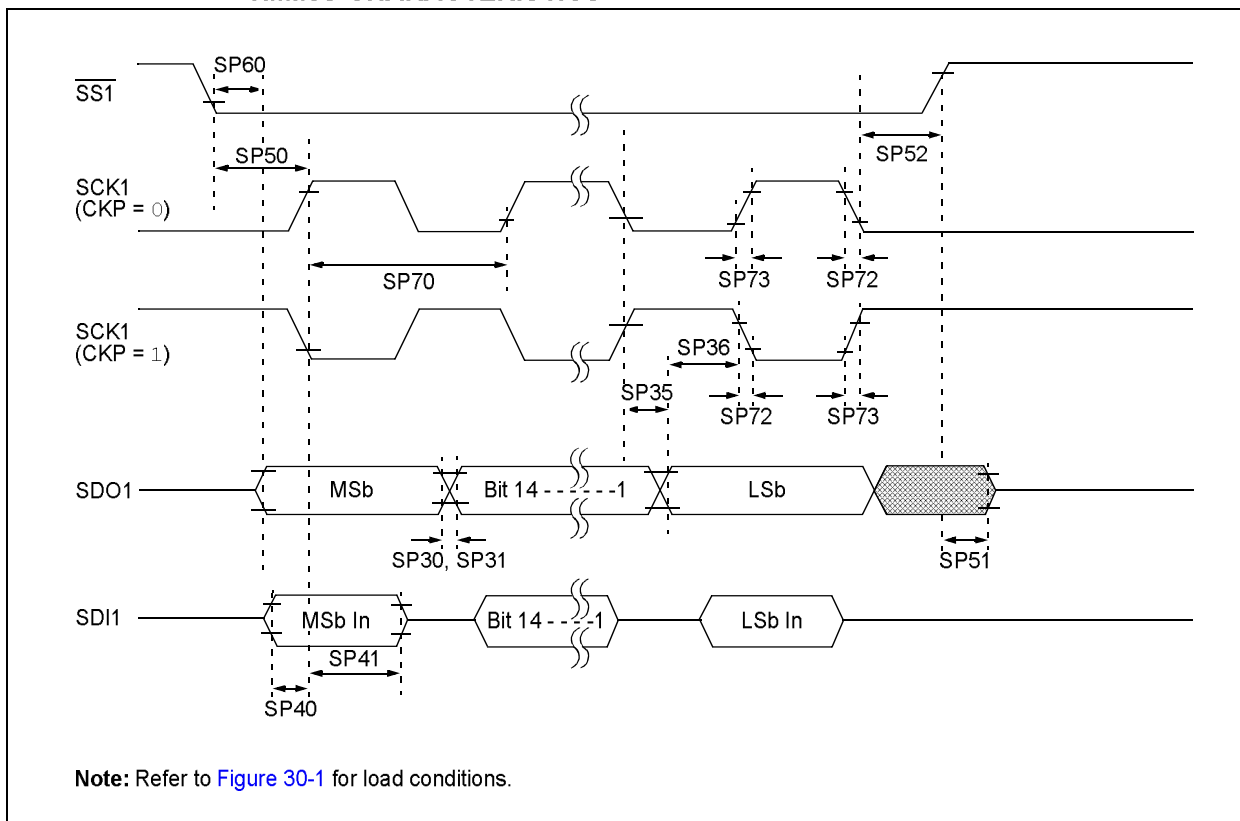 SP60
SS1
SP50
SP52
SCK1
(CKP = 0)
SP70
SP73
SP72
SCK1
(CKP = 1)
SP36
SP35
SP72
SP73
SDO1
MSb
Bit 14 - - - - - -1
LSb
SP30, SP31
SP51
SDI1
MSb In
Bit 14 - - - -1
LSb In
SP41
SP40
Note: Refer to Figure 30-1 for load conditions.